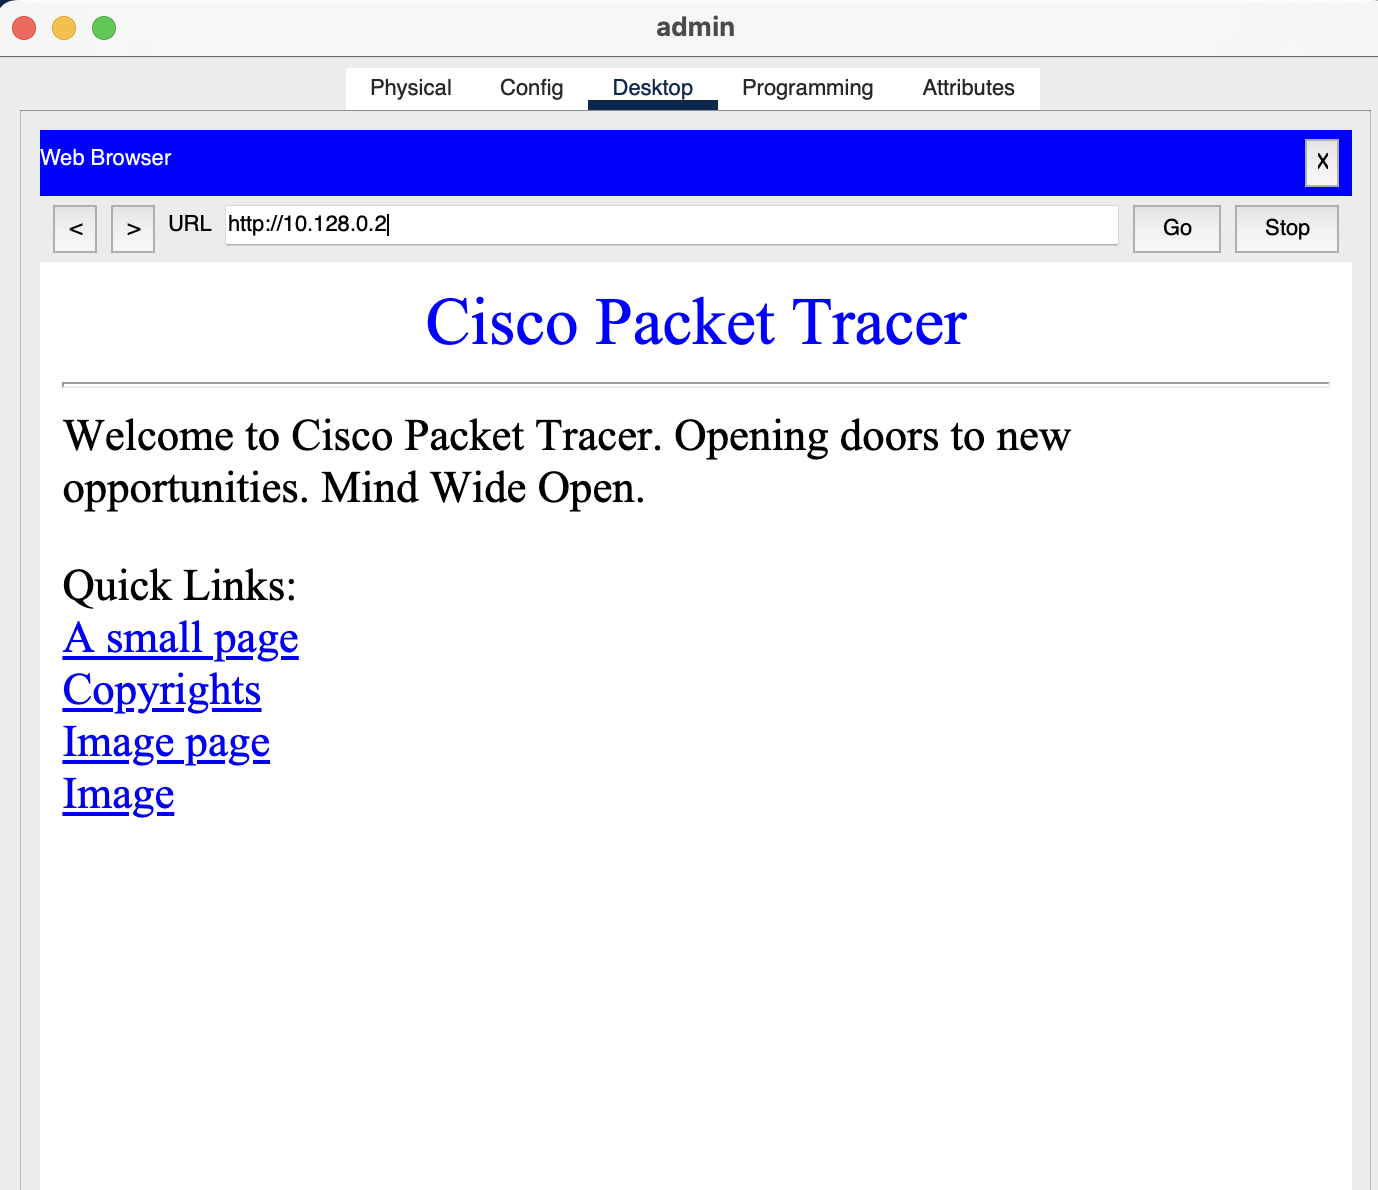 admin
Physical Config Desktop Programming Attributes
Web Browser X
< > URL http://10.128.0.2 Go Stop
Cisco Packet Tracer
Welcome to Cisco Packet Tracer. Opening doors to new
opportunities. Mind Wide Open.
Quick Links:
A small page
Copyrights
Image page
Image